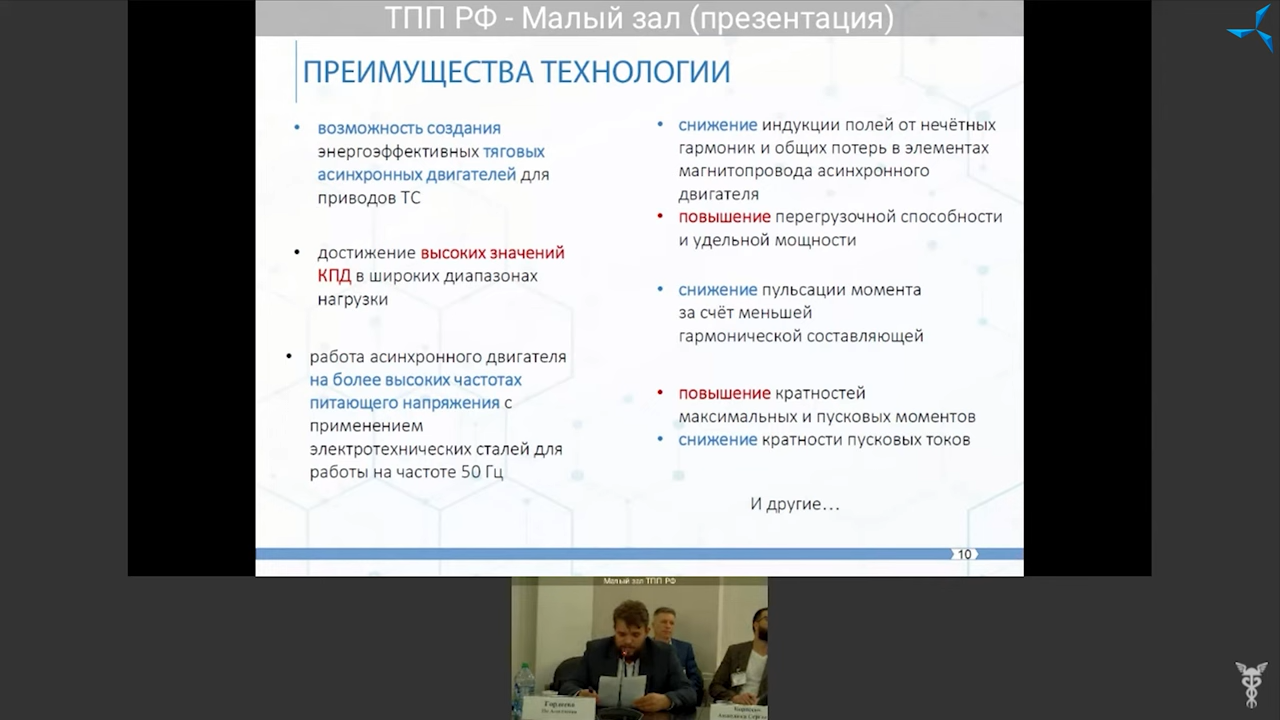 ТПП РФ - Малый зал (презентация)
ПРЕИМУЩЕСТВА ТЕХНОЛОГИИ
• возможность создания
энергоэффективных тяговых
асинхронных двигателей для
приводов ТС
• достижение высоких значений
КПД в широких диапазонах
нагрузки
• работа асинхронного двигателя
на более высоких частотах
питающего напряжения с
применением
электротехнических сталей для
работы на частоте 50 Гц
• снижение индукции полей от нечётных
гармоник и общих потерь в элементах
магнитопровода асинхронного
двигателя
• повышение перегрузочной способности
и удельной мощности
• снижение пульсации момента
за счёт меньшей
гармонической составляющей
• повышение кратностей
максимальных и пусковых моментов
• снижение кратности пусковых токов
И другие...
10
Малый зал ТПП РФ